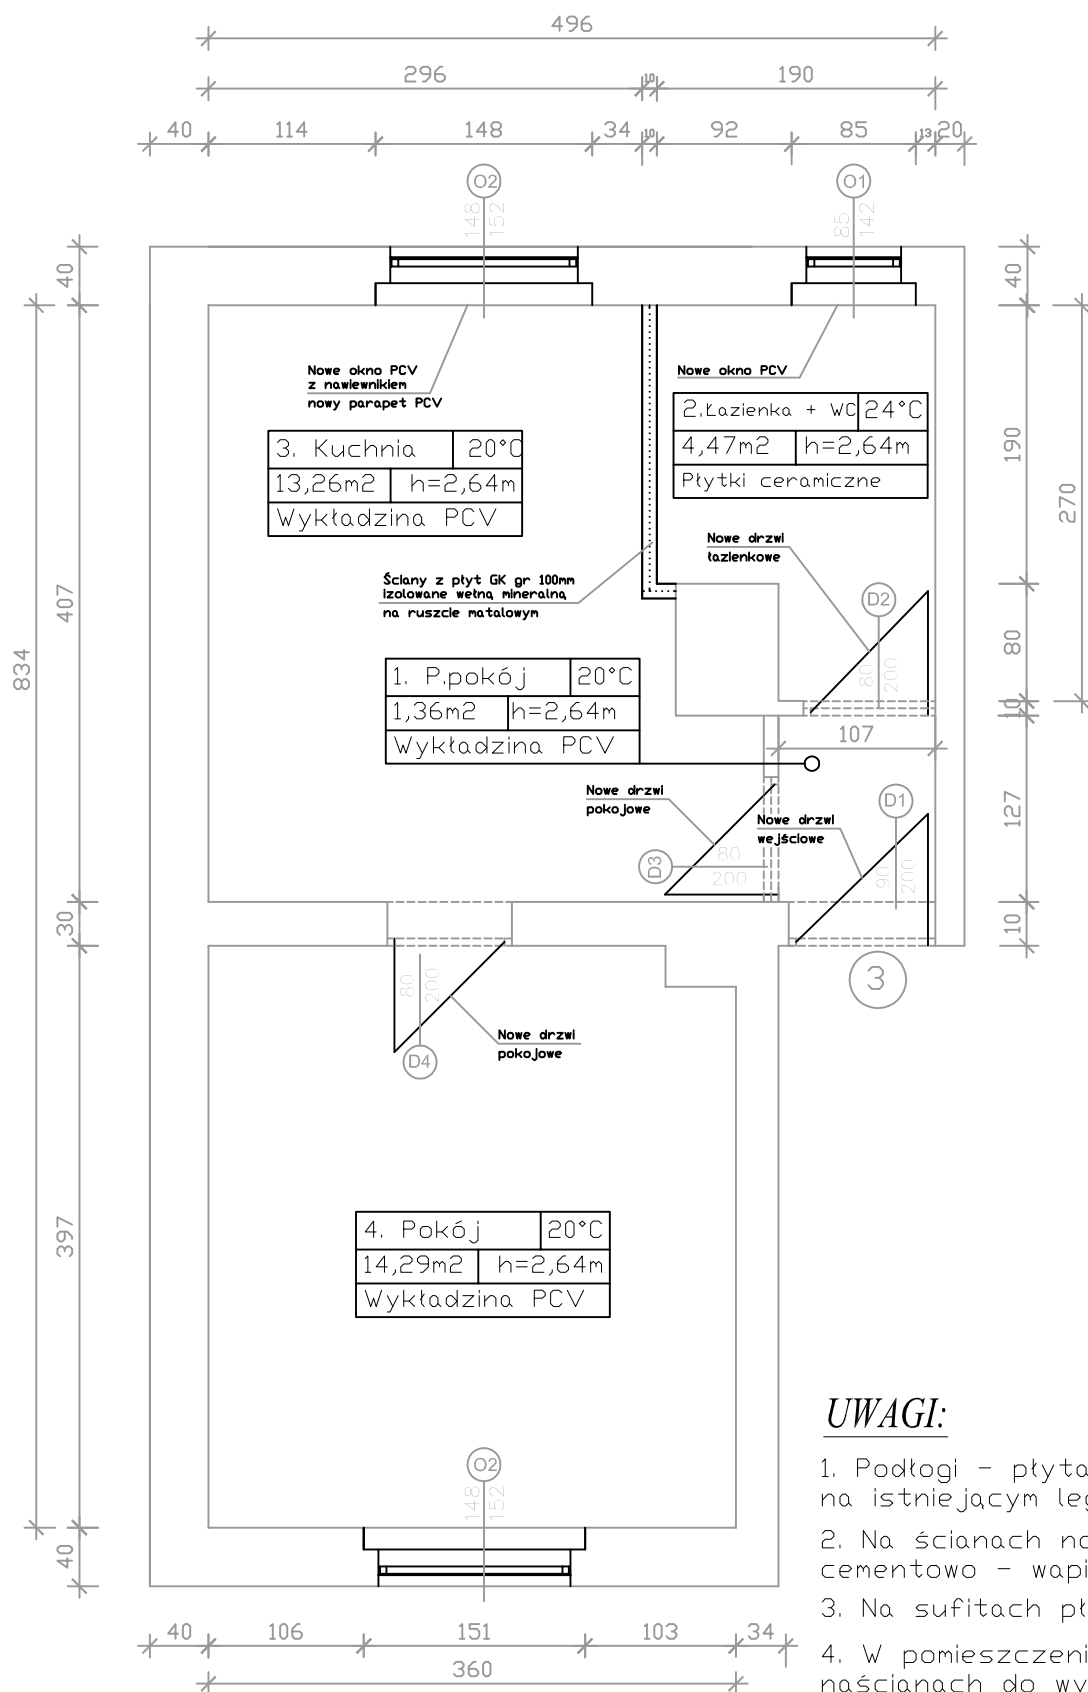 496
296 10 190
40 114 148 34 10 92 85 13 20
O2
148
152
O1
85
142
40
40
Nowe okno PCV
z nawiewnikiem
nowy parapet PCV
Nowe okno PCV
2.Łazienka + WC 24°C
4,47m2 h=2,64m
Płytki ceramiczne
3. Kuchnia 20°C
13,26m2 h=2,64m
Wykładzina PCV
190
270
Nowe drzwi
łazienkowe
Ściany z płyt GK gr 100mm
izolowane wełną mineralną
na ruszcie matalowym
D2
80
200
407
834
80
10
1. P.pokój 20°C
1,36m2 h=2,64m
Wykładzina PCV
107
Nowe drzwi
pokojowe
Nowe drzwi
wejściowe
D1
90
200
127
D3
80
200
30
10
3
80
200
D4
Nowe drzwi
pokojowe
397
4. Pokój 20°C
14,29m2 h=2,64m
Wykładzina PCV
O2
148
152
40
UWAGI:
1. Podłogi - płyta
na istniejącym leg
2. Na ścianach no
cementowo - wapi
3. Na sufitach pł
4. W pomieszczeni
naścianach do wy
40 106 151 103 34
360